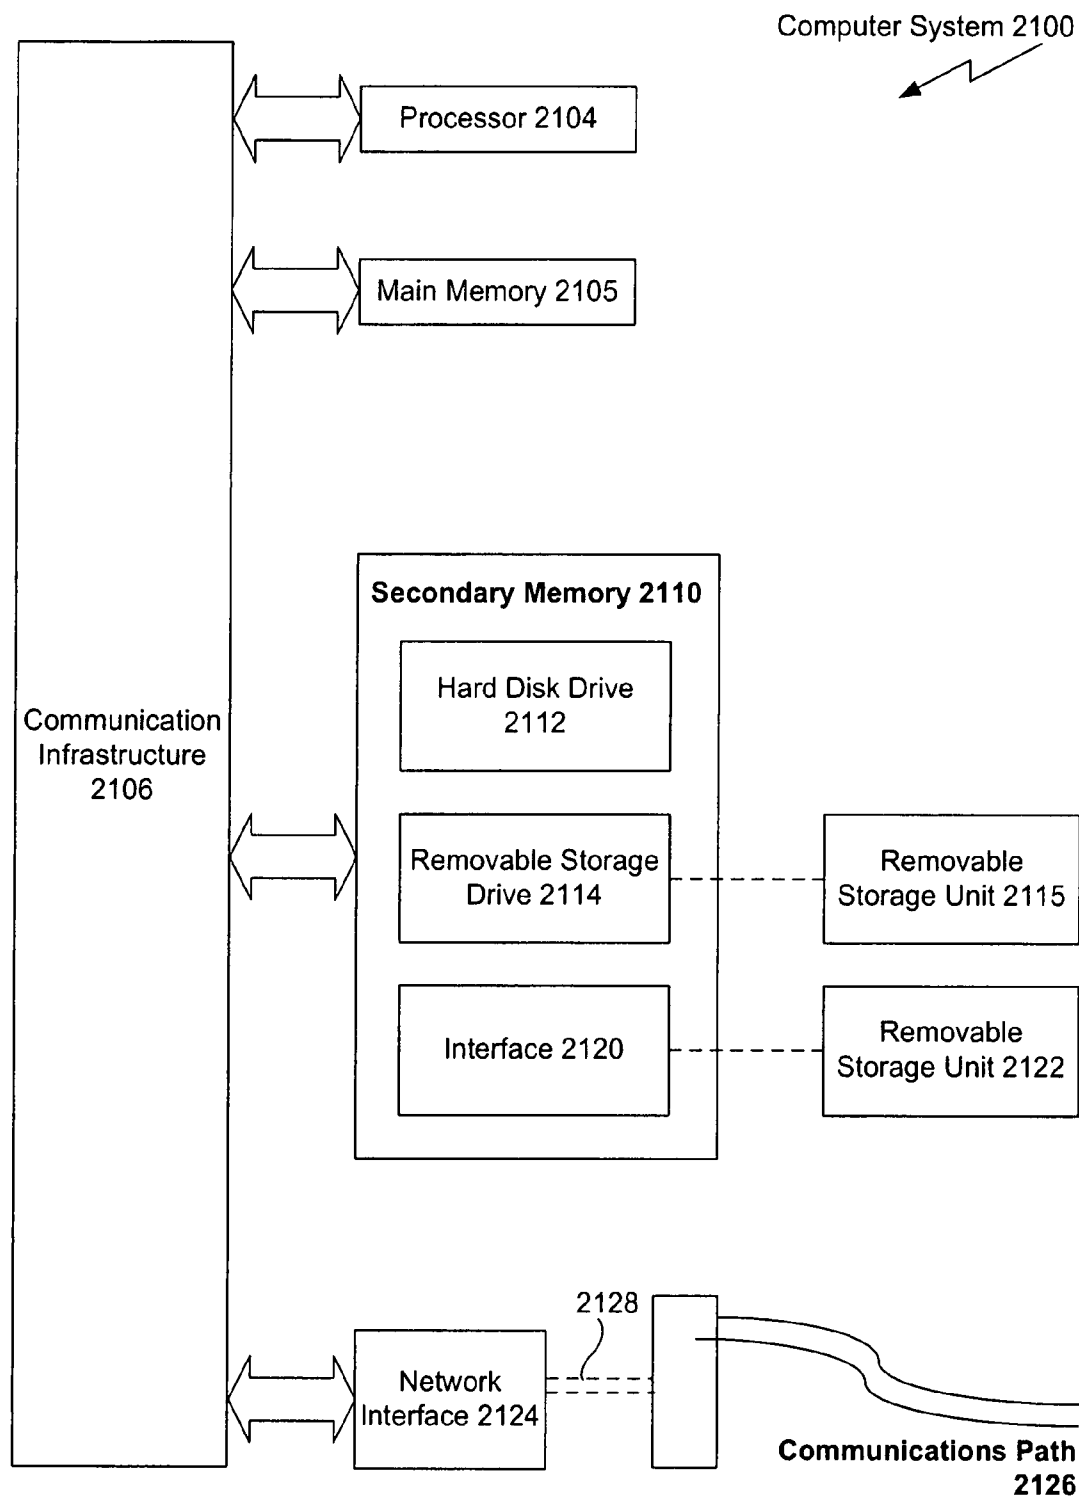 Computer System 2100
Processor 2104
Main Memory 2105
Secondary Memory 2110
Hard Disk Drive
2112
Communication
Infrastructure
2106
Removable Storage
Drive 2114
Removable
Storage Unit 2115
Interface 2120
Removable
Storage Unit 2122
2128
Network
Interface 2124
Communications Path
2126